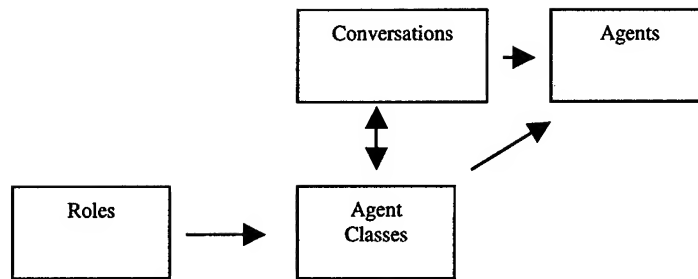 Conversations
Agents
Roles
Agent
Classes